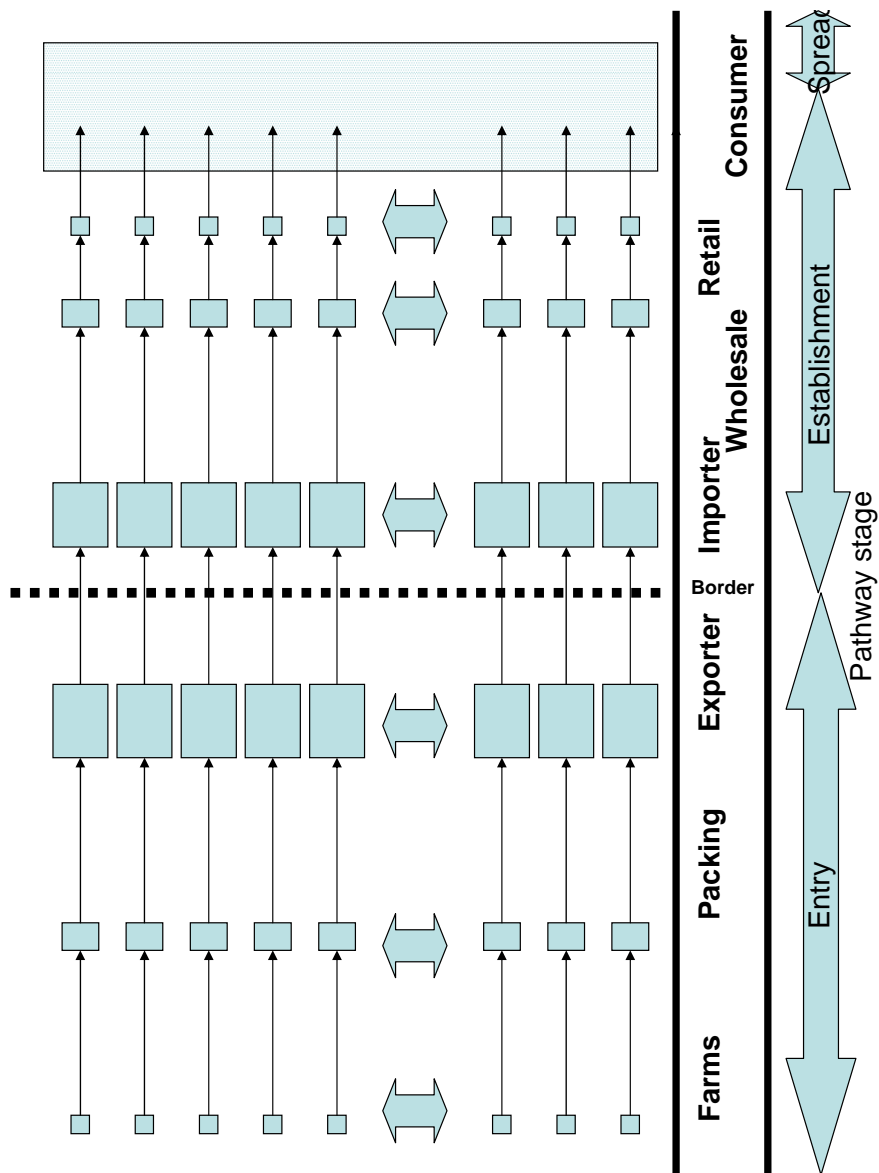 Farms
Packing
Exporter
Border
Importer
Wholesale
Retail
Consumer
Entry
Establishment
Spread
Pathway stage